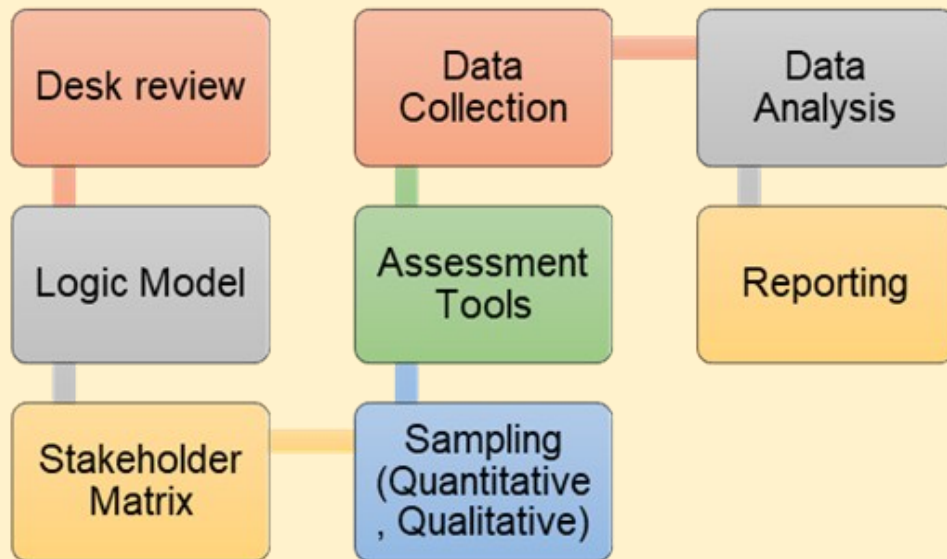 Desk review
Logic Model
Stakeholder
Matrix
Sampling
(Quantitative
, Qualitative)
Assessment
Tools
Data
Collection
Data
Analysis
Reporting